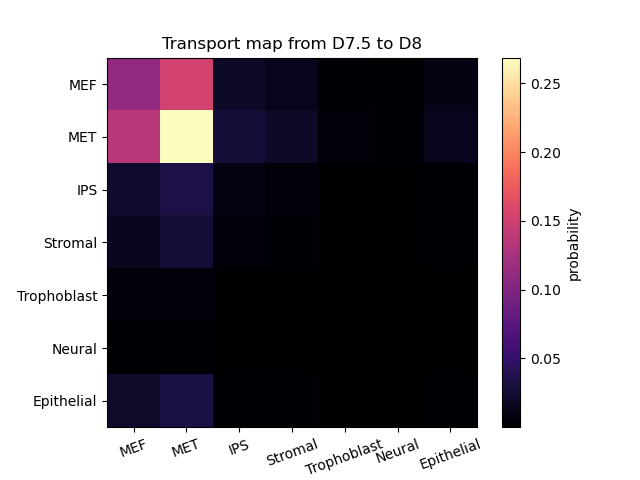 Transport map from D7.5 to D8
MEF
MET
IPS
Stromal
Trophoblast
Neural
Epithelial
MEF
MET
IPS
Stromal
Trophoblast
Neural
Epithelial
0.25
0.20
0.15
0.10
0.05
probability